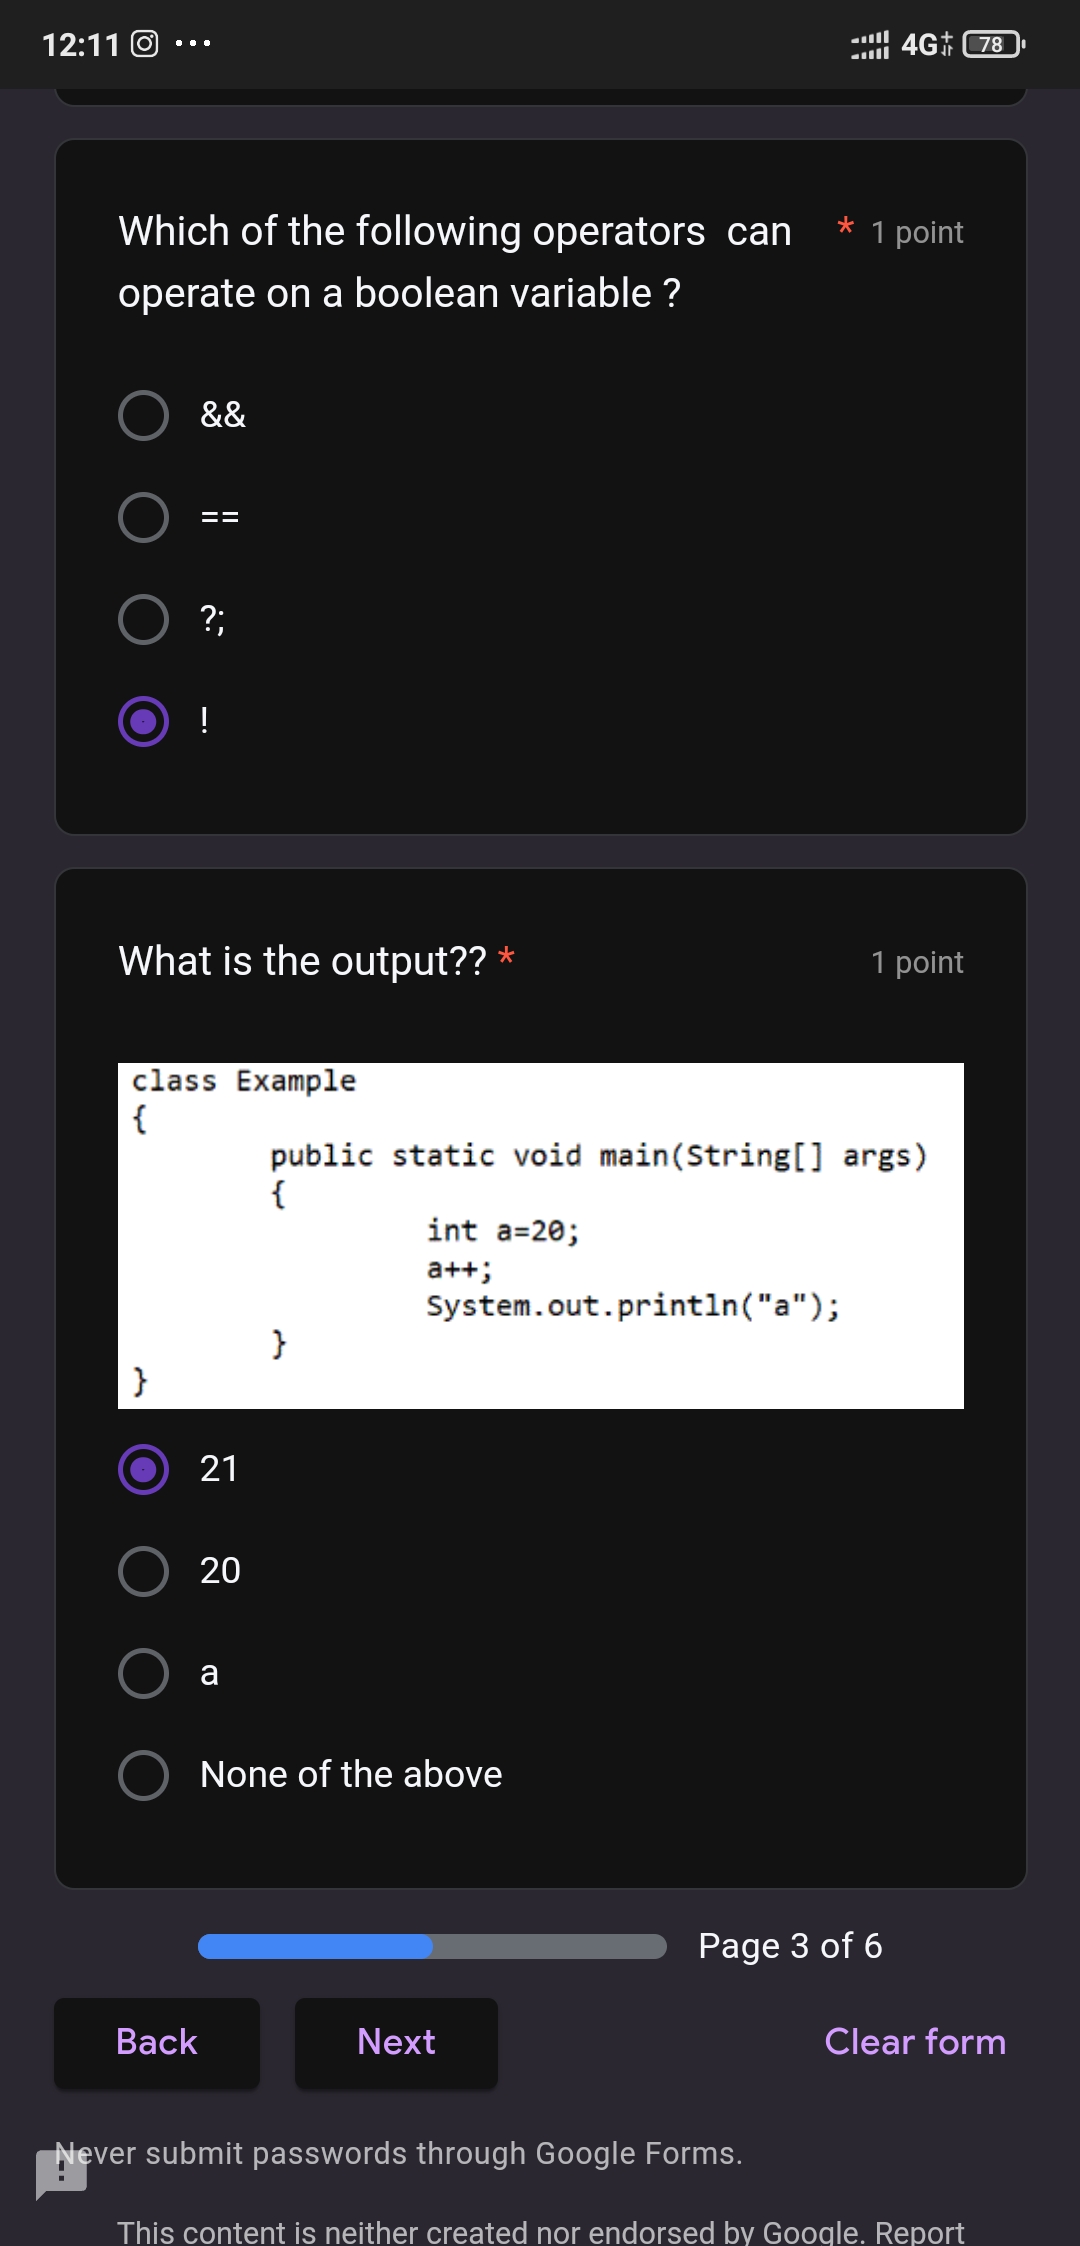 12:11 ... 4G 78
Which of the following operators can * 1 point
operate on a boolean variable ?
&&
==
?;
!
What is the output?? * 1 point
class Example
{
public static void main(String[] args)
{
int a=20;
a++;
System.out.println("a");
}
}
21
20
a
None of the above
Page 3 of 6
Back Next Clear form
Never submit passwords through Google Forms.
This content is neither created nor endorsed by Google. Report